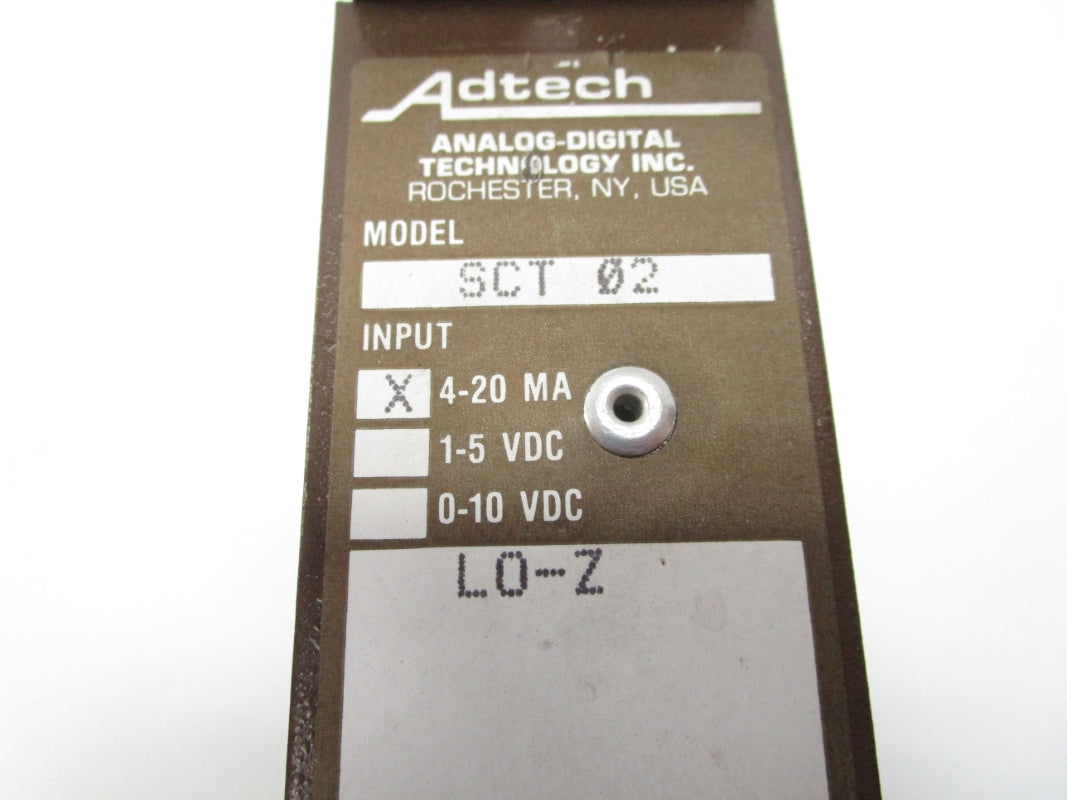 Adtech
ANALOG-DIGITAL
TECHNOLOGY INC.
ROCHESTER, NY, USA
MODEL
SCT Ø2
INPUT
X 4-20 MA
1-5 VDC
0-10 VDC
LO-Z